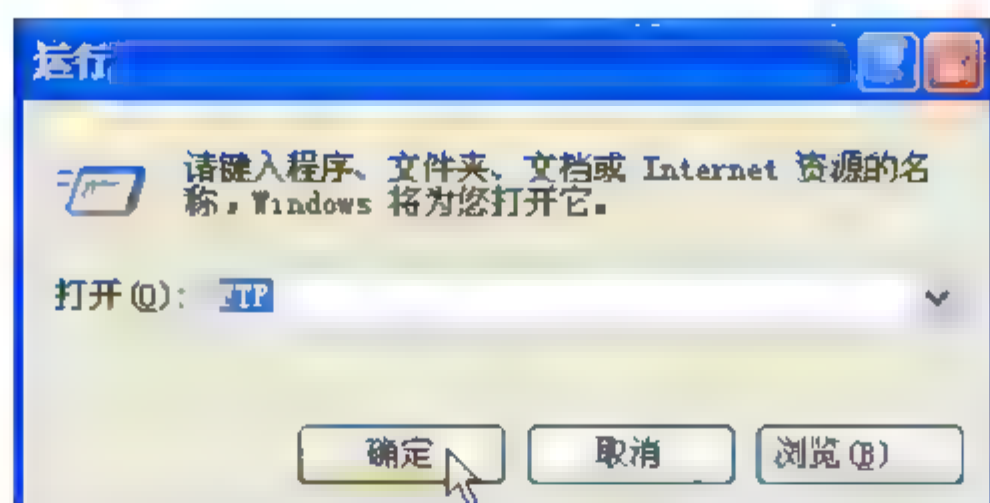 运行
请键入程序、文件夹、文档或 Internet 资源的名
称，Windows 将为您打开它。
打开(O): FTP
确定 取消 浏览(B)